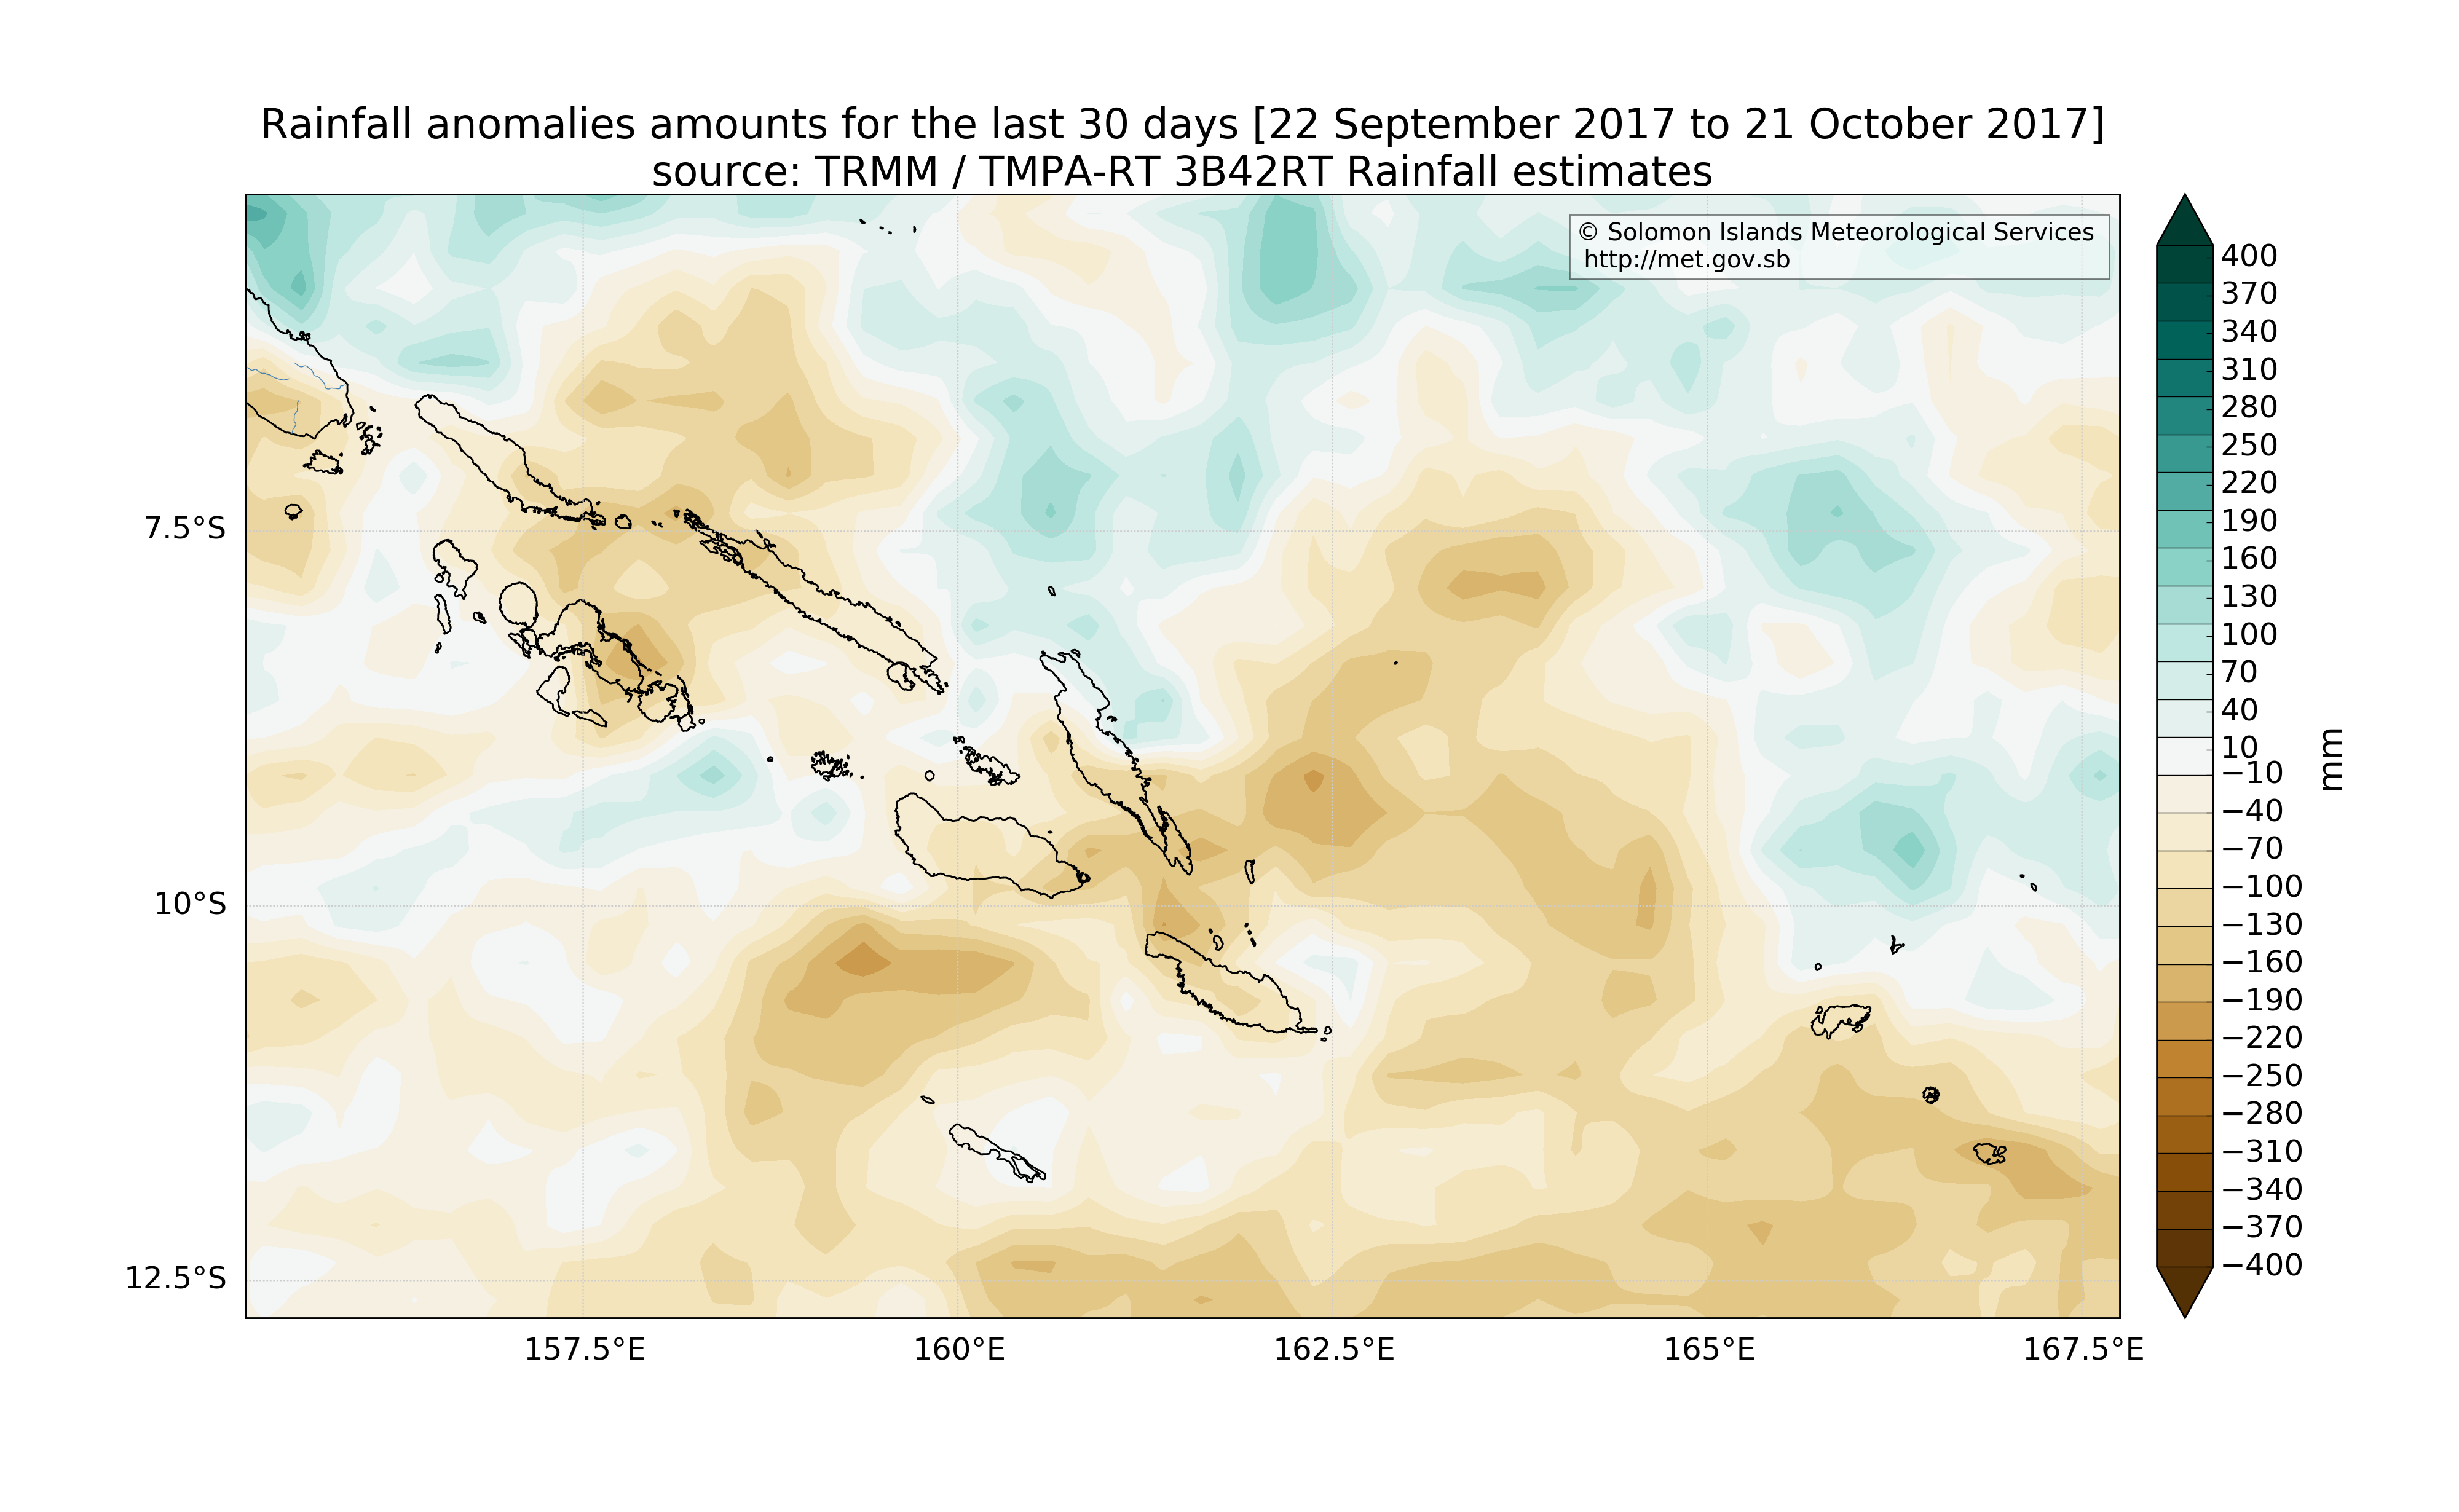 Rainfall anomalies amounts for the last 30 days [22 September 2017 to 21 October 2017]
source: TRMM / TMPA-RT 3B42RT Rainfall estimates
© Solomon Islands Meteorological Services
http://met.gov.sb
7.5°S
10°S
12.5°S
157.5°E
160°E
162.5°E
165°E
167.5°E
400
370
340
310
280
250
220
190
160
130
100
70
40
10
−10
−40
−70
−100
−130
−160
−190
−220
−250
−280
−310
−340
−370
−400
mm